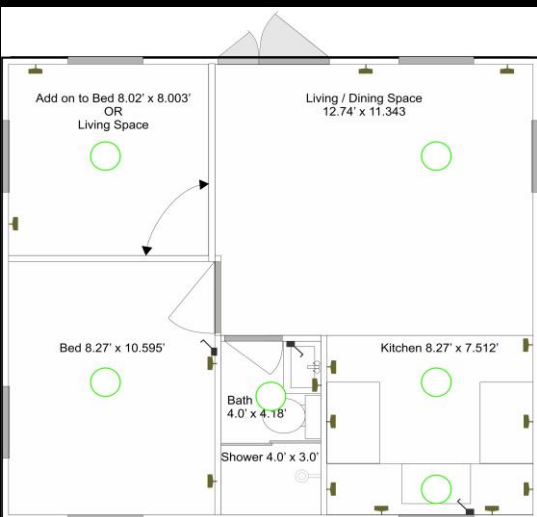 Add on to Bed 8.02' x 8.003'
OR
Living Space
Living / Dining Space
12.74' x 11.343
Bed 8.27' x 10.595'
Kitchen 8.27' x 7.512'
Bath
4.0' x 4.18'
Shower 4.0' x 3.0'